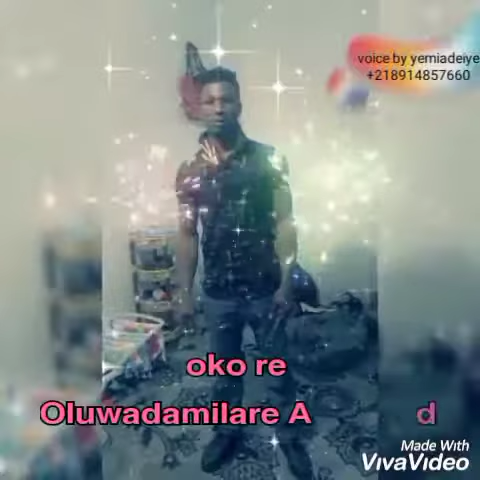 voice by yemiadeiye
+218914857660
oko re
Oluwadamilare A d
Made With
VivaVideo